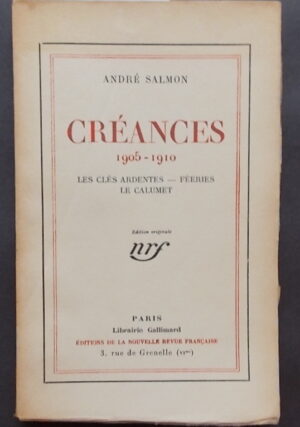 ANDRÉ SALMON
CRÉANCES
1905-1910
LES CLÉS ARDENTES — FÉERIES
LE CALUMET
Edition originale
nrf
PARIS
Librairie Gallimard
ÉDITIONS DE LA NOUVELLE REVUE FRANÇAISE
3, rue de Grenelle (VIme)